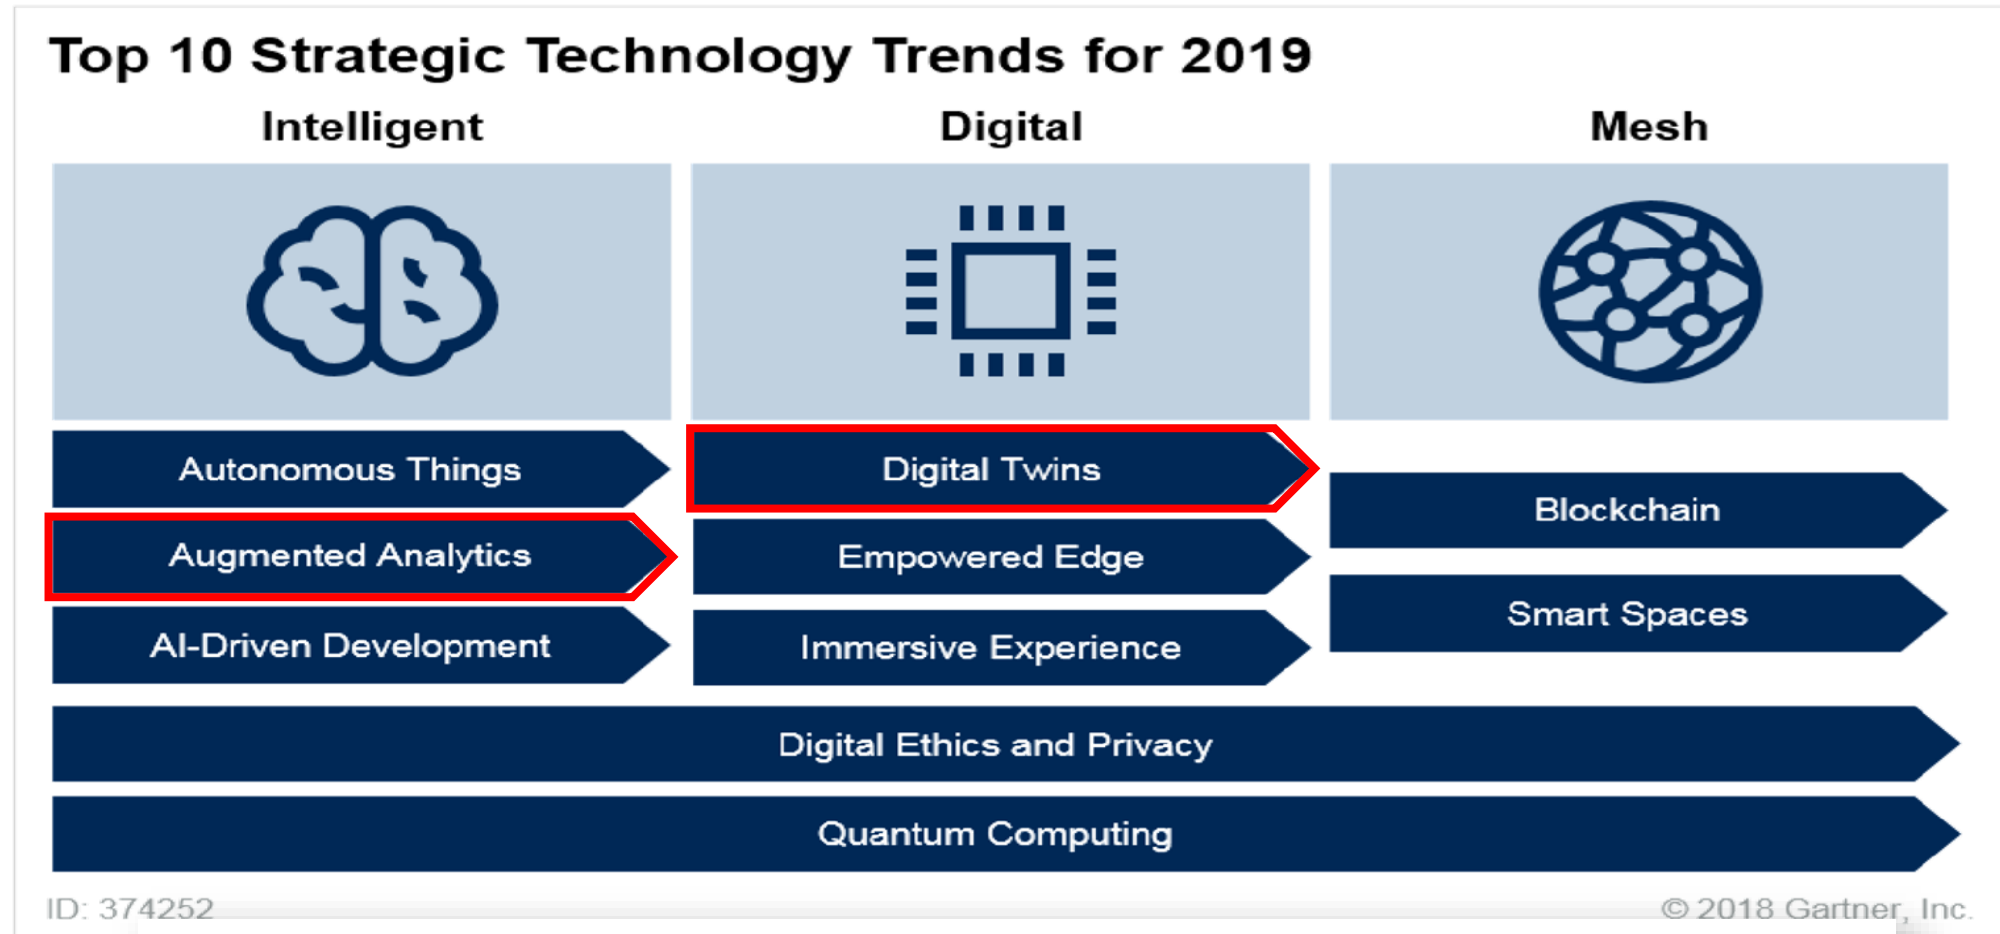 Top 10 Strategic Technology Trends for 2019
Intelligent
Digital
Mesh
Autonomous Things
Augmented Analytics
AI-Driven Development
Digital Twins
Empowered Edge
Immersive Experience
Blockchain
Smart Spaces
Digital Ethics and Privacy
Quantum Computing
ID: 374252
© 2018 Gartner, Inc.